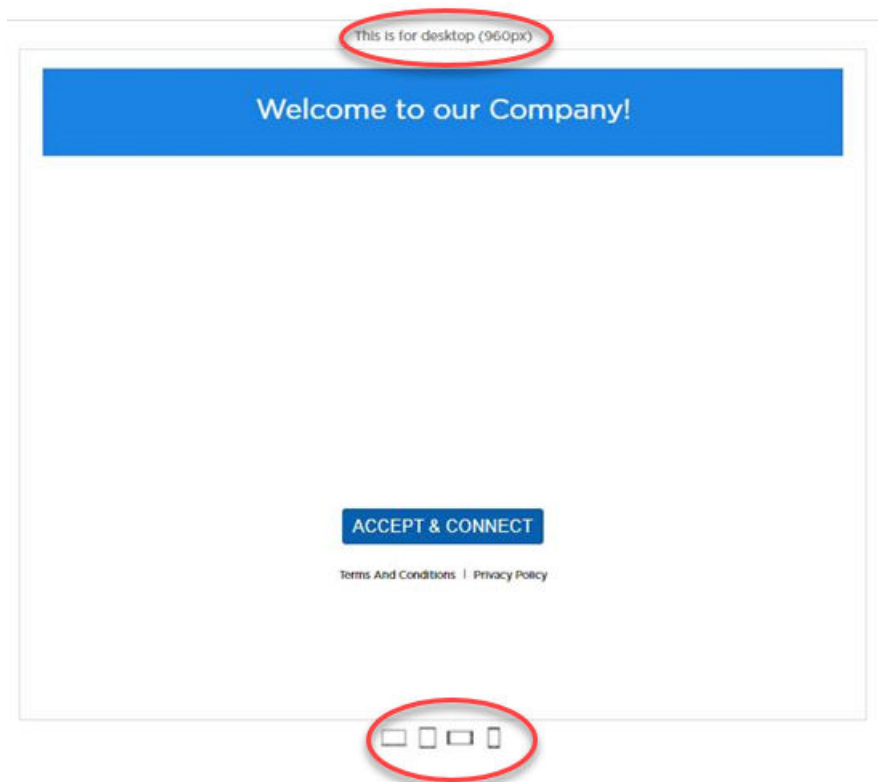 This is for desktop (960px)
Welcome to our Company!
ACCEPT & CONNECT
Terms And Conditions | Privacy Policy